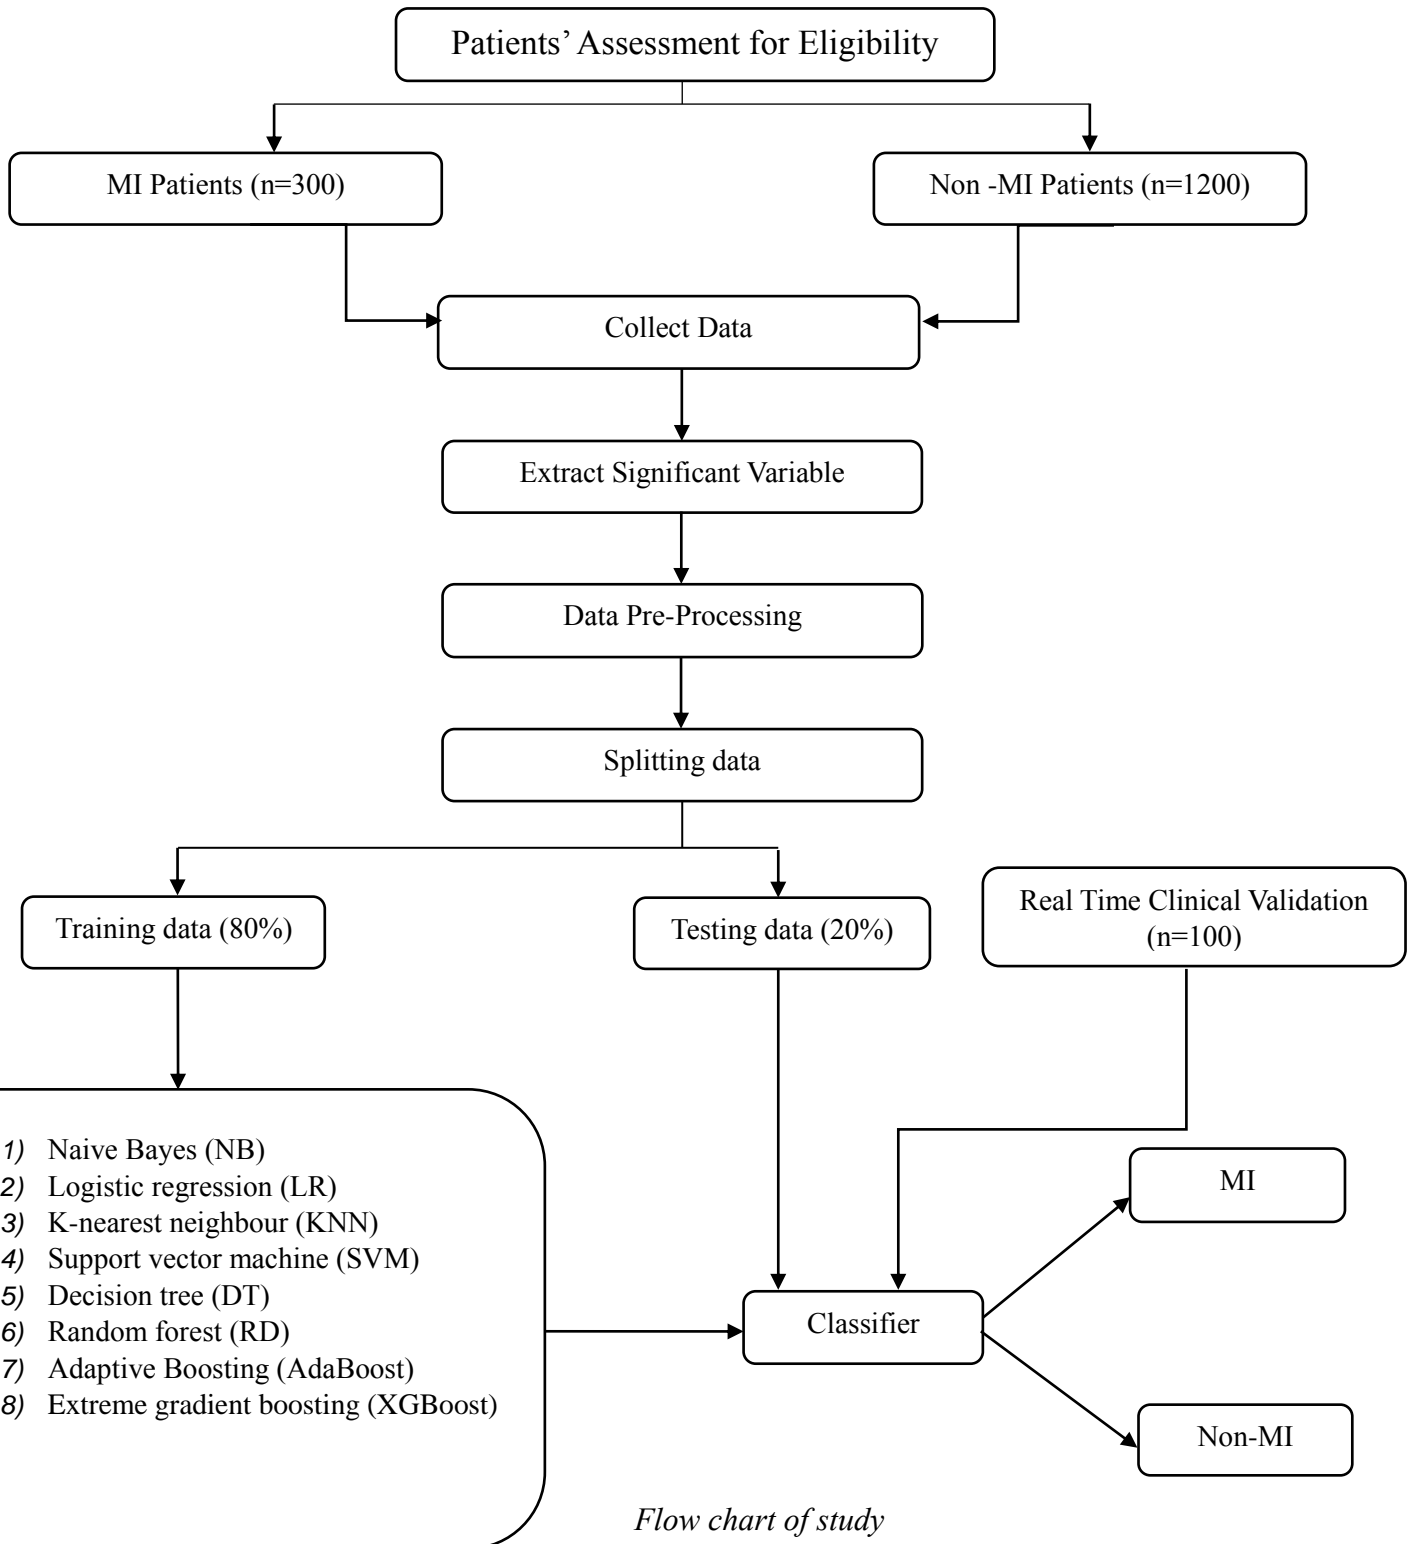 Patients’ Assessment for Eligibility
MI Patients (n=300)
Non -MI Patients (n=1200)
Collect Data
Extract Significant Variable
Data Pre-Processing
Splitting data
Training data (80%)
Testing data (20%)
Real Time Clinical Validation
(n=100)
1) Naive Bayes (NB)
2) Logistic regression (LR)
3) K-nearest neighbour (KNN)
4) Support vector machine (SVM)
5) Decision tree (DT)
6) Random forest (RD)
7) Adaptive Boosting (AdaBoost)
8) Extreme gradient boosting (XGBoost)
Classifier
MI
Non-MI
Flow chart of study